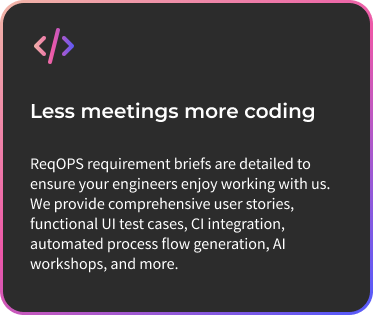 Less meetings more coding
ReqOPS requirement briefs are detailed to
ensure your engineers enjoy working with us.
We provide comprehensive user stories,
functional UI test cases, CI integration,
automated process flow generation, AI
workshops, and more.